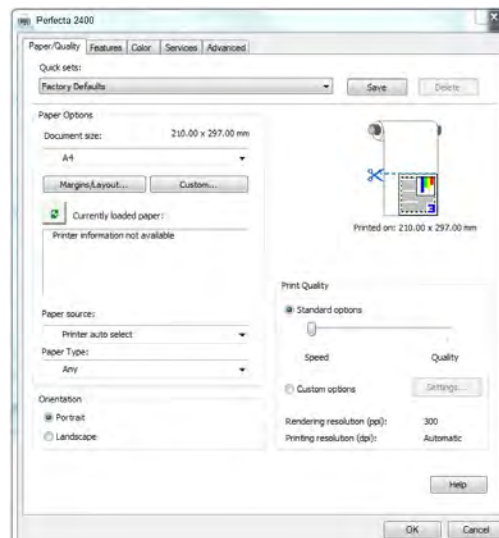 Perfecta 2400
Paper/Quality Features Color Services Advanced
Quick sets:
Factory Defaults Save Delete
Paper Options
Document size: 210.00 x 297.00 mm
A4
Margins/Layout... Custom...
Currently loaded paper:
Printer information not available
Paper source:
Printer auto select
Paper Type:
Any
Orientation
Portrait
Landscape
3
Printed on: 210.00 x 297.00 mm
Print Quality
Standard options
Speed Quality
Custom options Settings...
Rendering resolution (ppi): 300
Printing resolution (dpi): Automatic
Help
OK Cancel